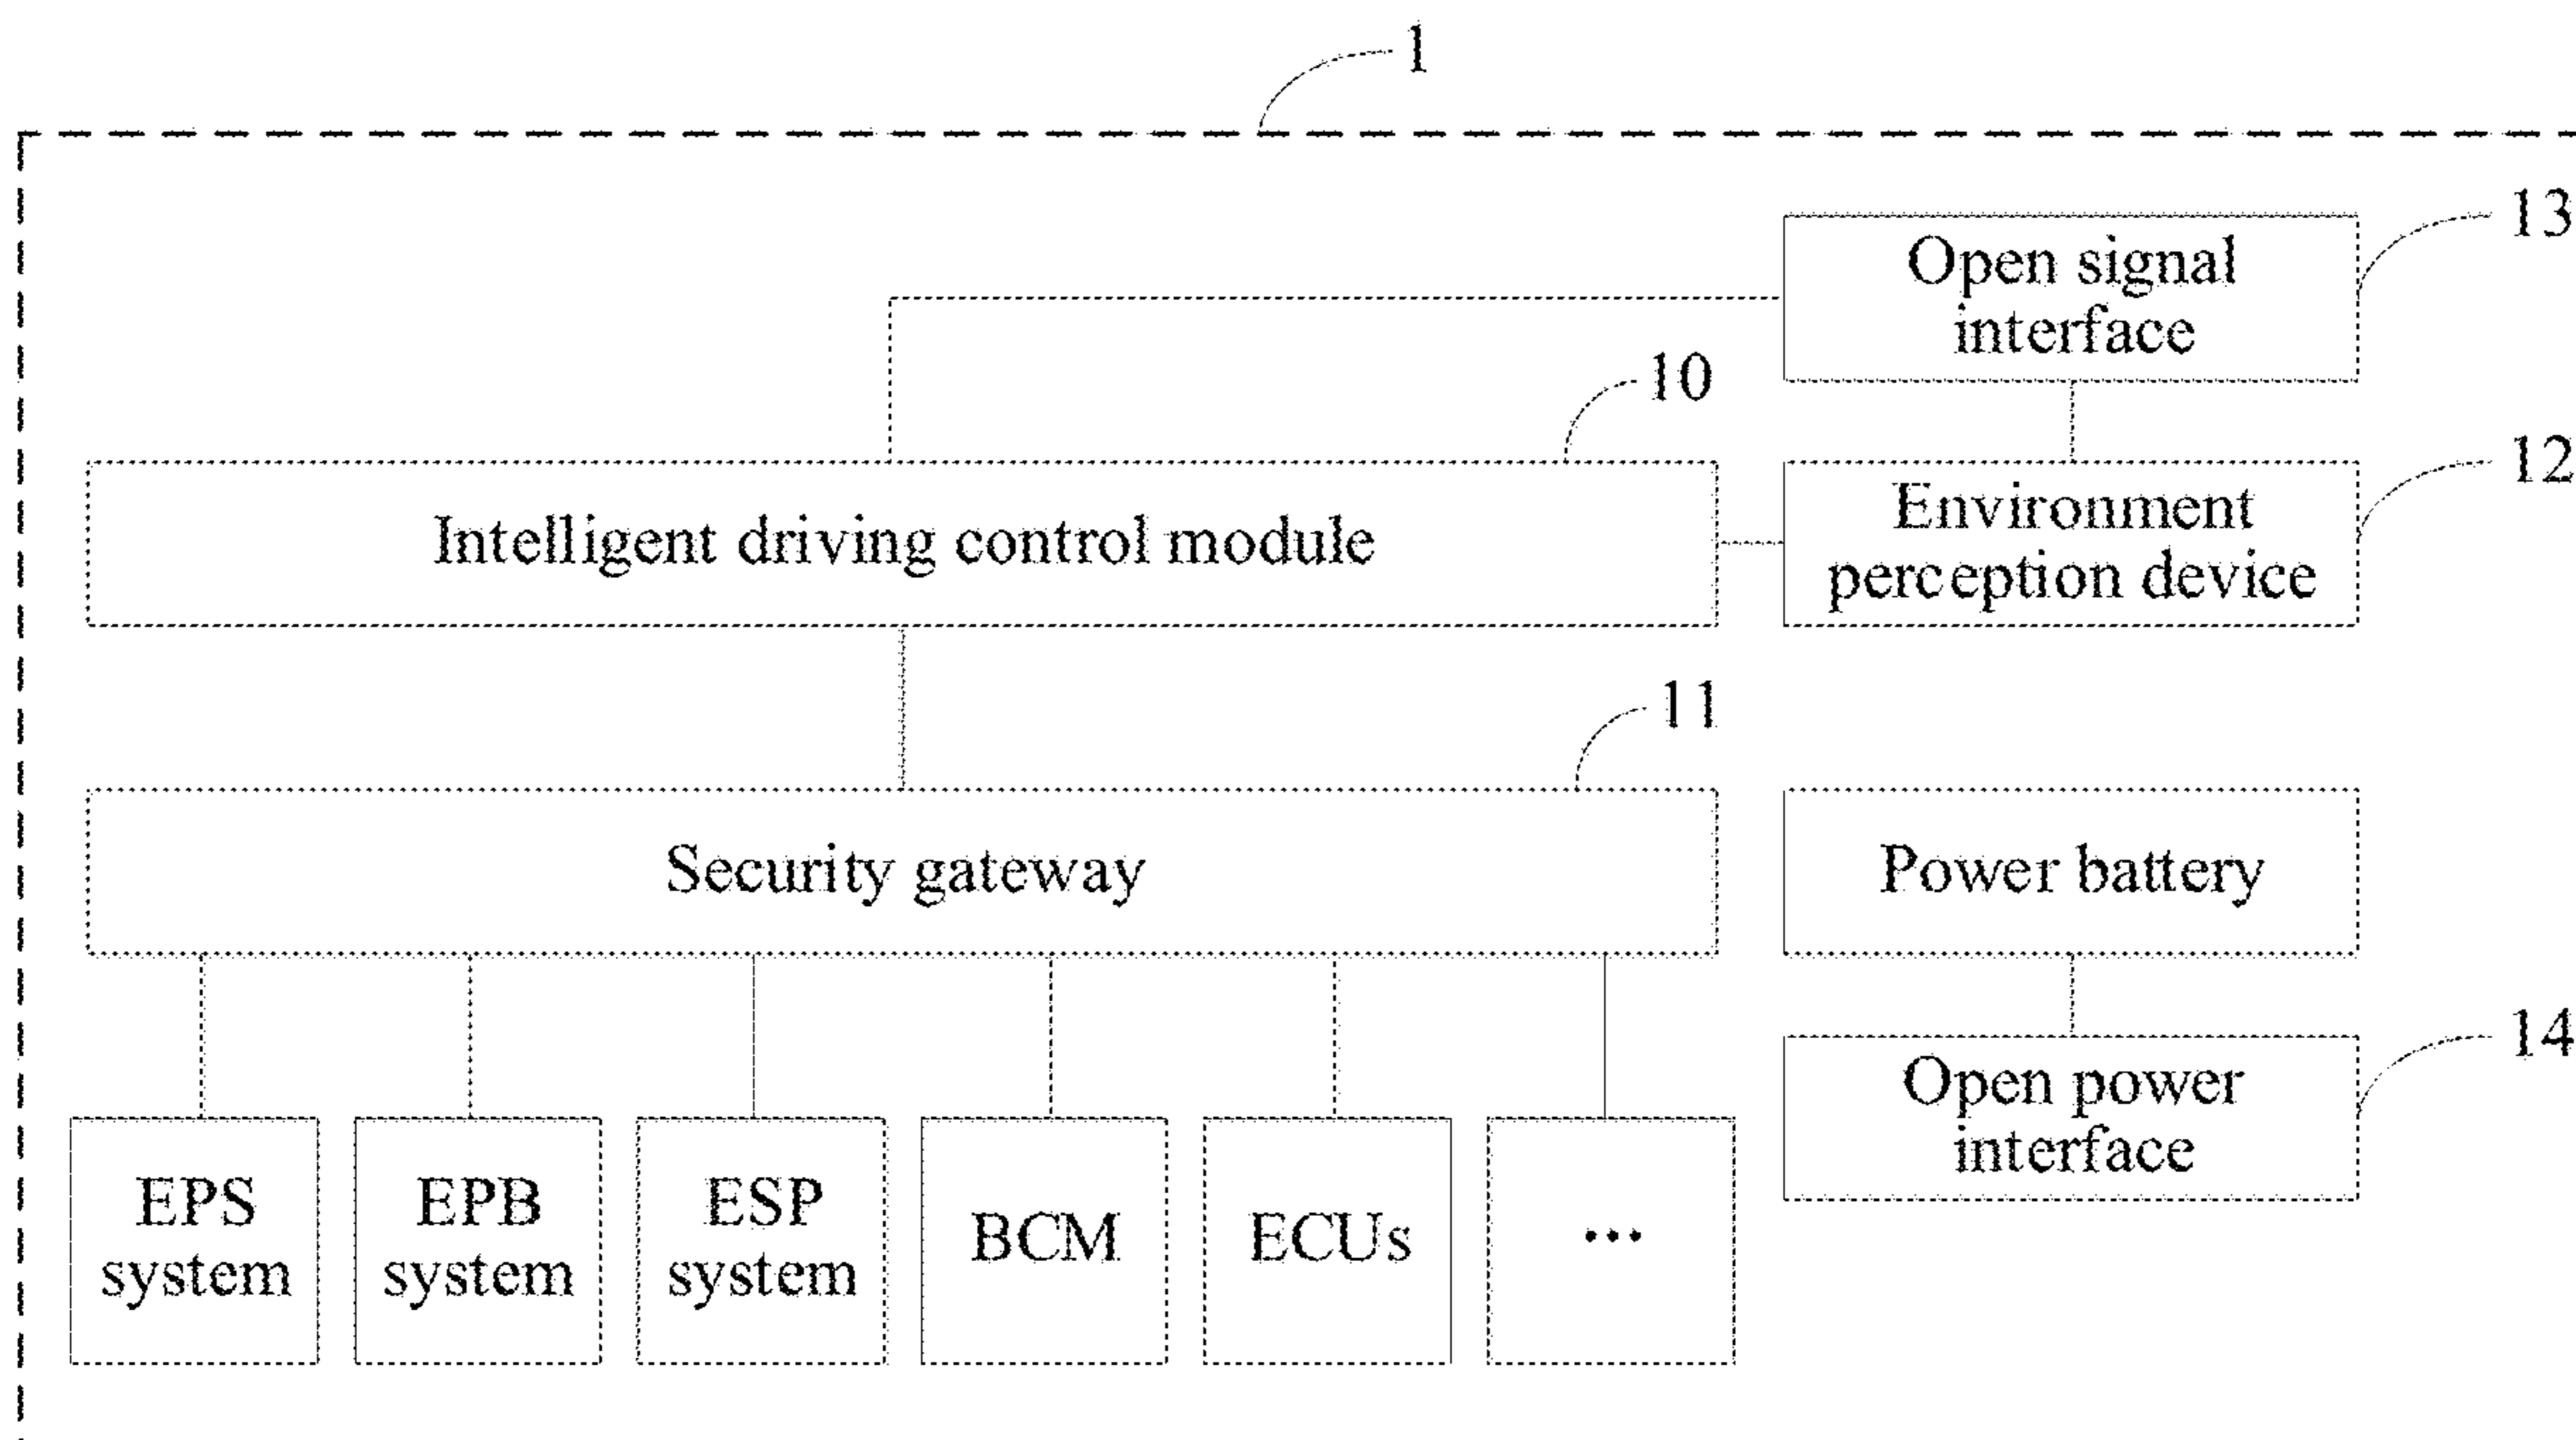 1
13
Open signal
interface
10
12
Intelligent driving control module
Environment
perception device
11
Security gateway
Power battery
14
Open power
interface
EPS
system
EPB
system
ESP
system
BCM
ECUs
...